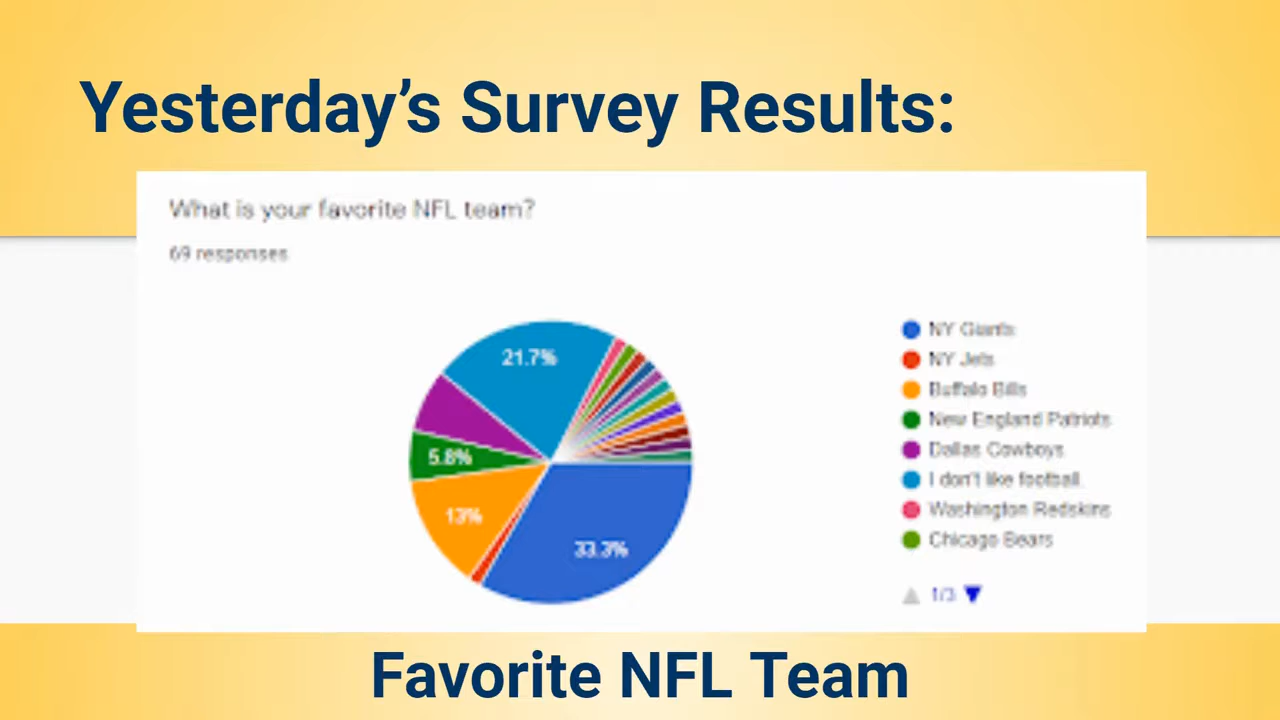 Yesterday’s Survey Results:
What is your favorite NFL team?
69 responses
21.7%
5.8%
13%
33.3%
NY Giants
NY Jets
Buffalo Bills
New England Patriots
Dallas Cowboys
I don't like football.
Washington Redskins
Chicago Bears
1/3
Favorite NFL Team